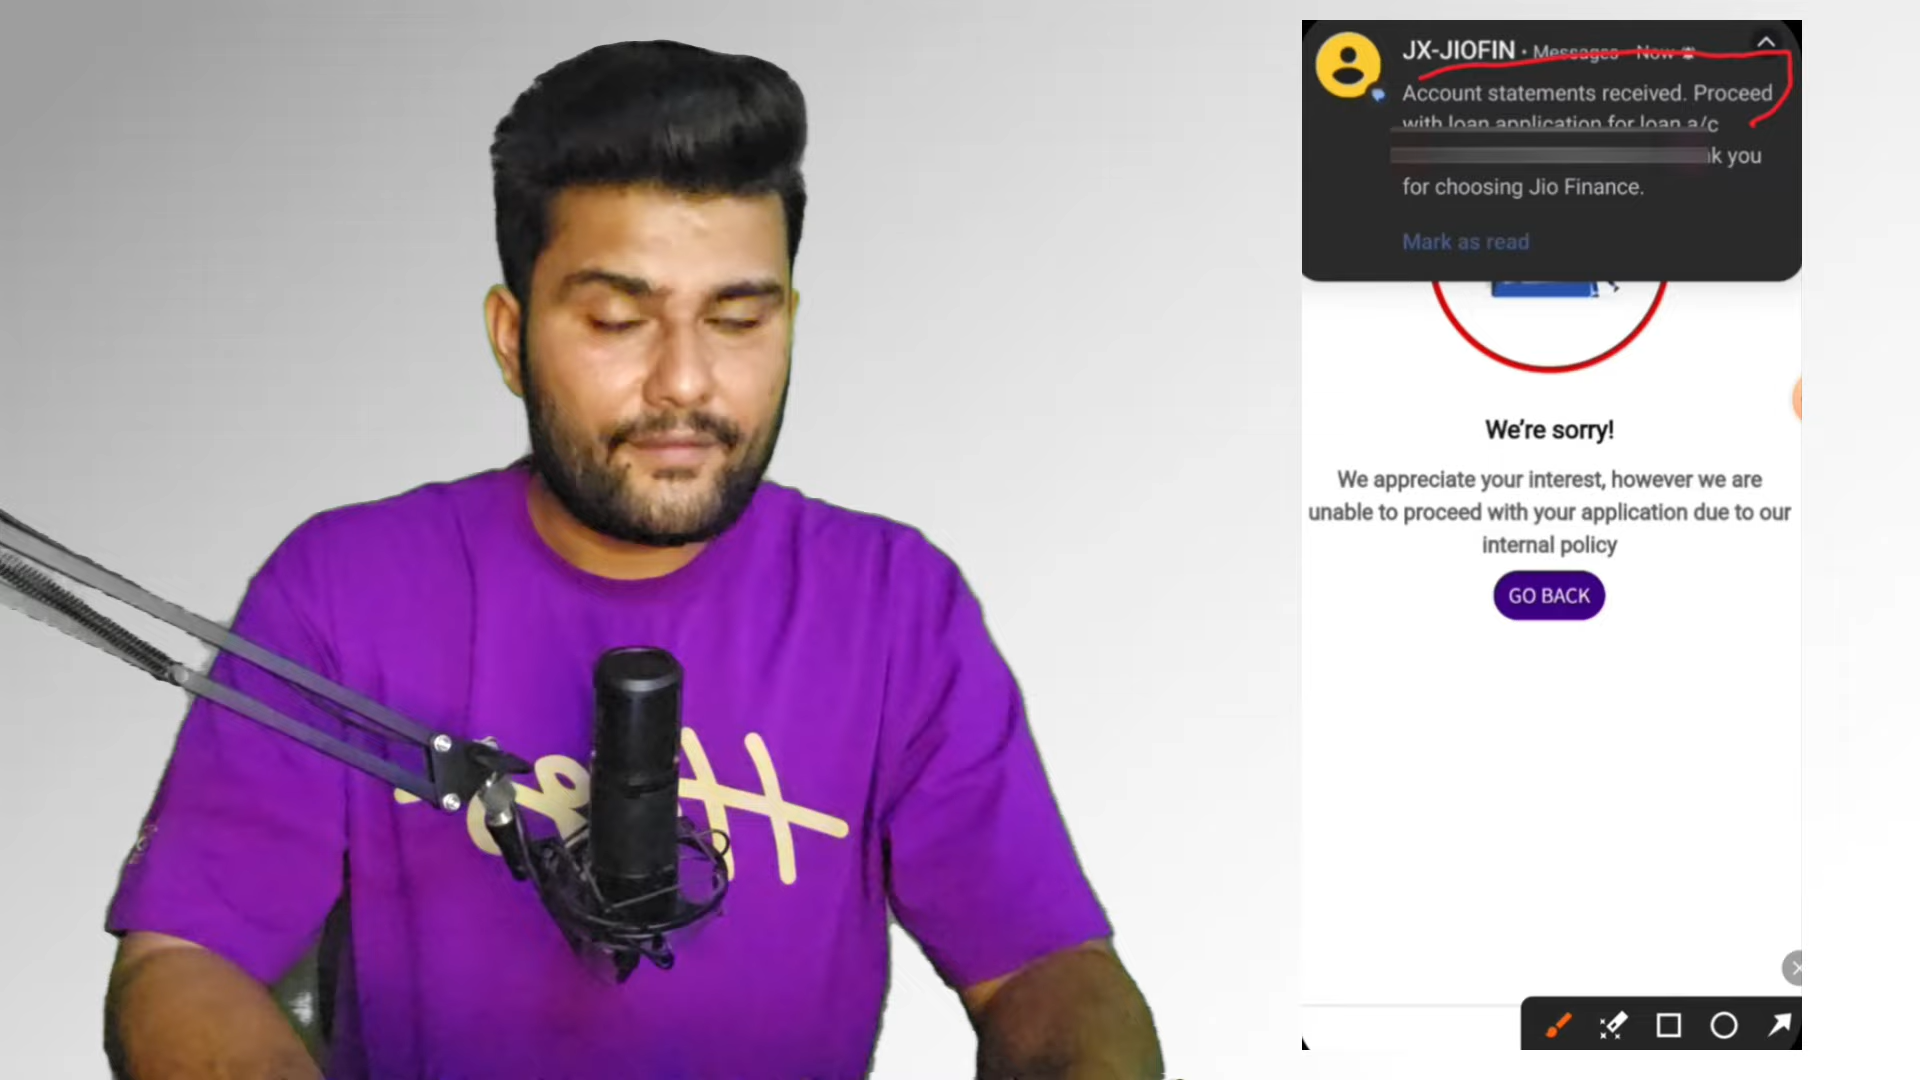 JX-JIOFIN • Messages • Now
Account statements received. Proceed
with loan application for loan a/c
you
for choosing Jio Finance.
Mark as read
We're sorry!
We appreciate your interest, however we are
unable to proceed with your application due to our
internal policy
GO BACK